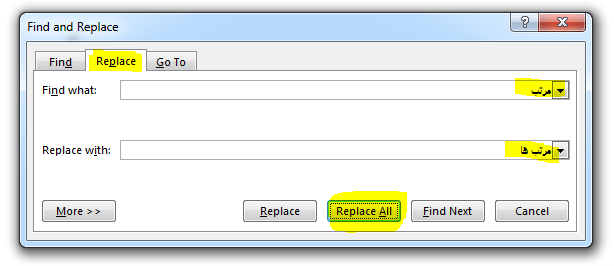 Find and Replace
Find Replace Go To
Find what: مرتب
Replace with: مرتب ها
More >> Replace Replace All Find Next Cancel